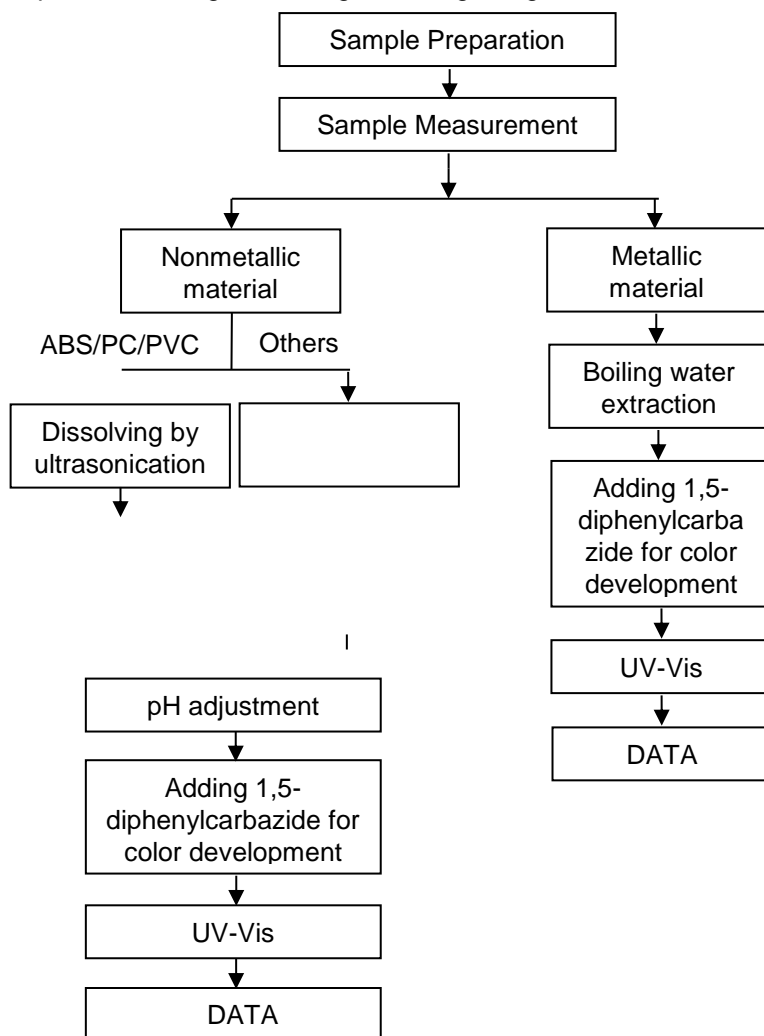 Sample Preparation
Sample Measurement
Nonmetallic
material
Metallic
material
ABS/PC/PVC
Others
Boiling water
extraction
Dissolving by
ultrasonication
Adding 1,5-
diphenylcarba
zide for color
development
UV-Vis
DATA
pH adjustment
Adding 1,5-
diphenylcarbazide for
color development
UV-Vis
DATA